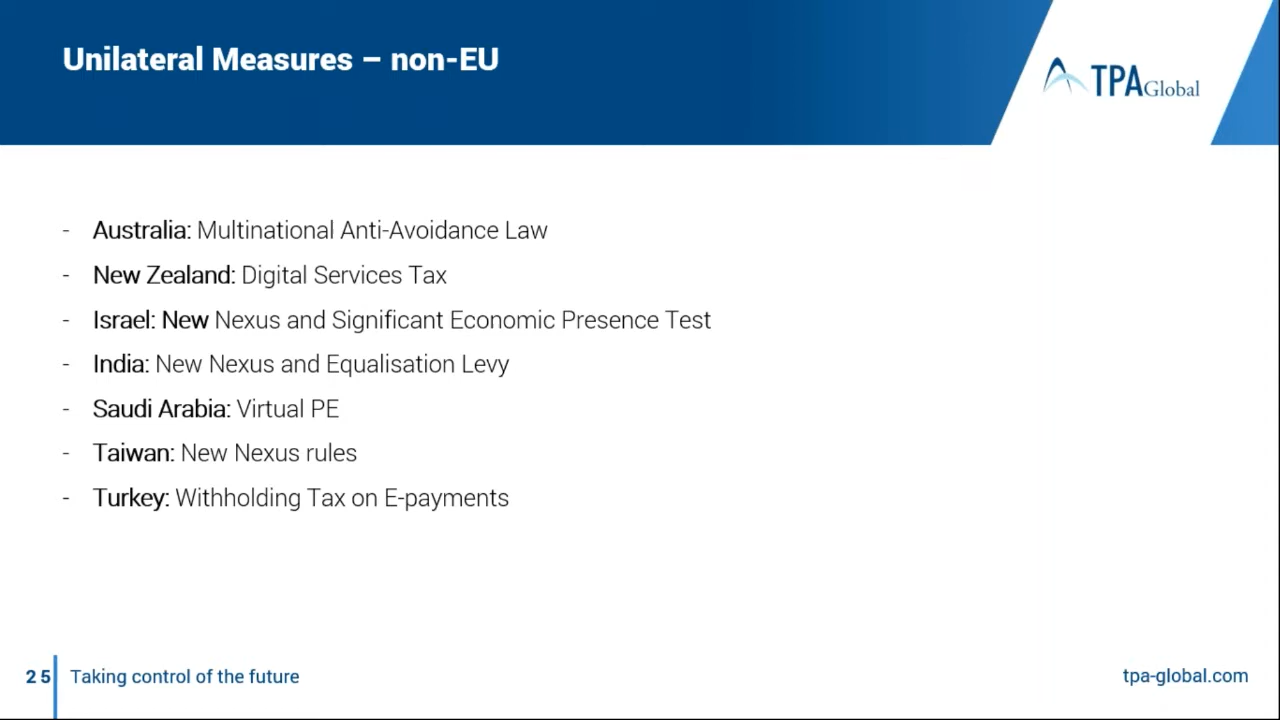 Unilateral Measures – non-EU
TPA Global
- Australia: Multinational Anti-Avoidance Law
- New Zealand: Digital Services Tax
- Israel: New Nexus and Significant Economic Presence Test
- India: New Nexus and Equalisation Levy
- Saudi Arabia: Virtual PE
- Taiwan: New Nexus rules
- Turkey: Withholding Tax on E-payments
25 Taking control of the future
tpa-global.com